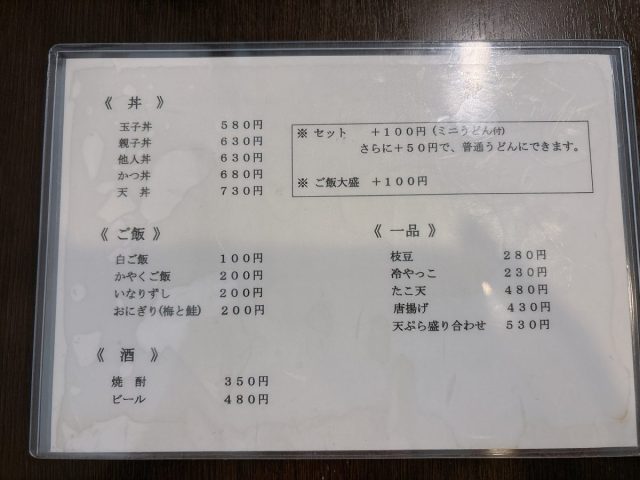 《 丼 》
玉子丼 580円
親子丼 630円
他人丼 630円
かつ丼 680円
天 丼 730円
※ セット +100円 (ミニうどん付)
さらに+50円で、普通うどんにできます。
※ ご飯大盛 +100円
《 ご飯 》
白ご飯 100円
かやくご飯 200円
いなりずし 200円
おにぎり(梅と鮭) 200円
《 一品 》
枝豆 280円
冷やっこ 230円
たこ天 480円
唐揚げ 430円
天ぷら盛り合わせ 530円
《 酒 》
焼 酎 350円
ビール 480円